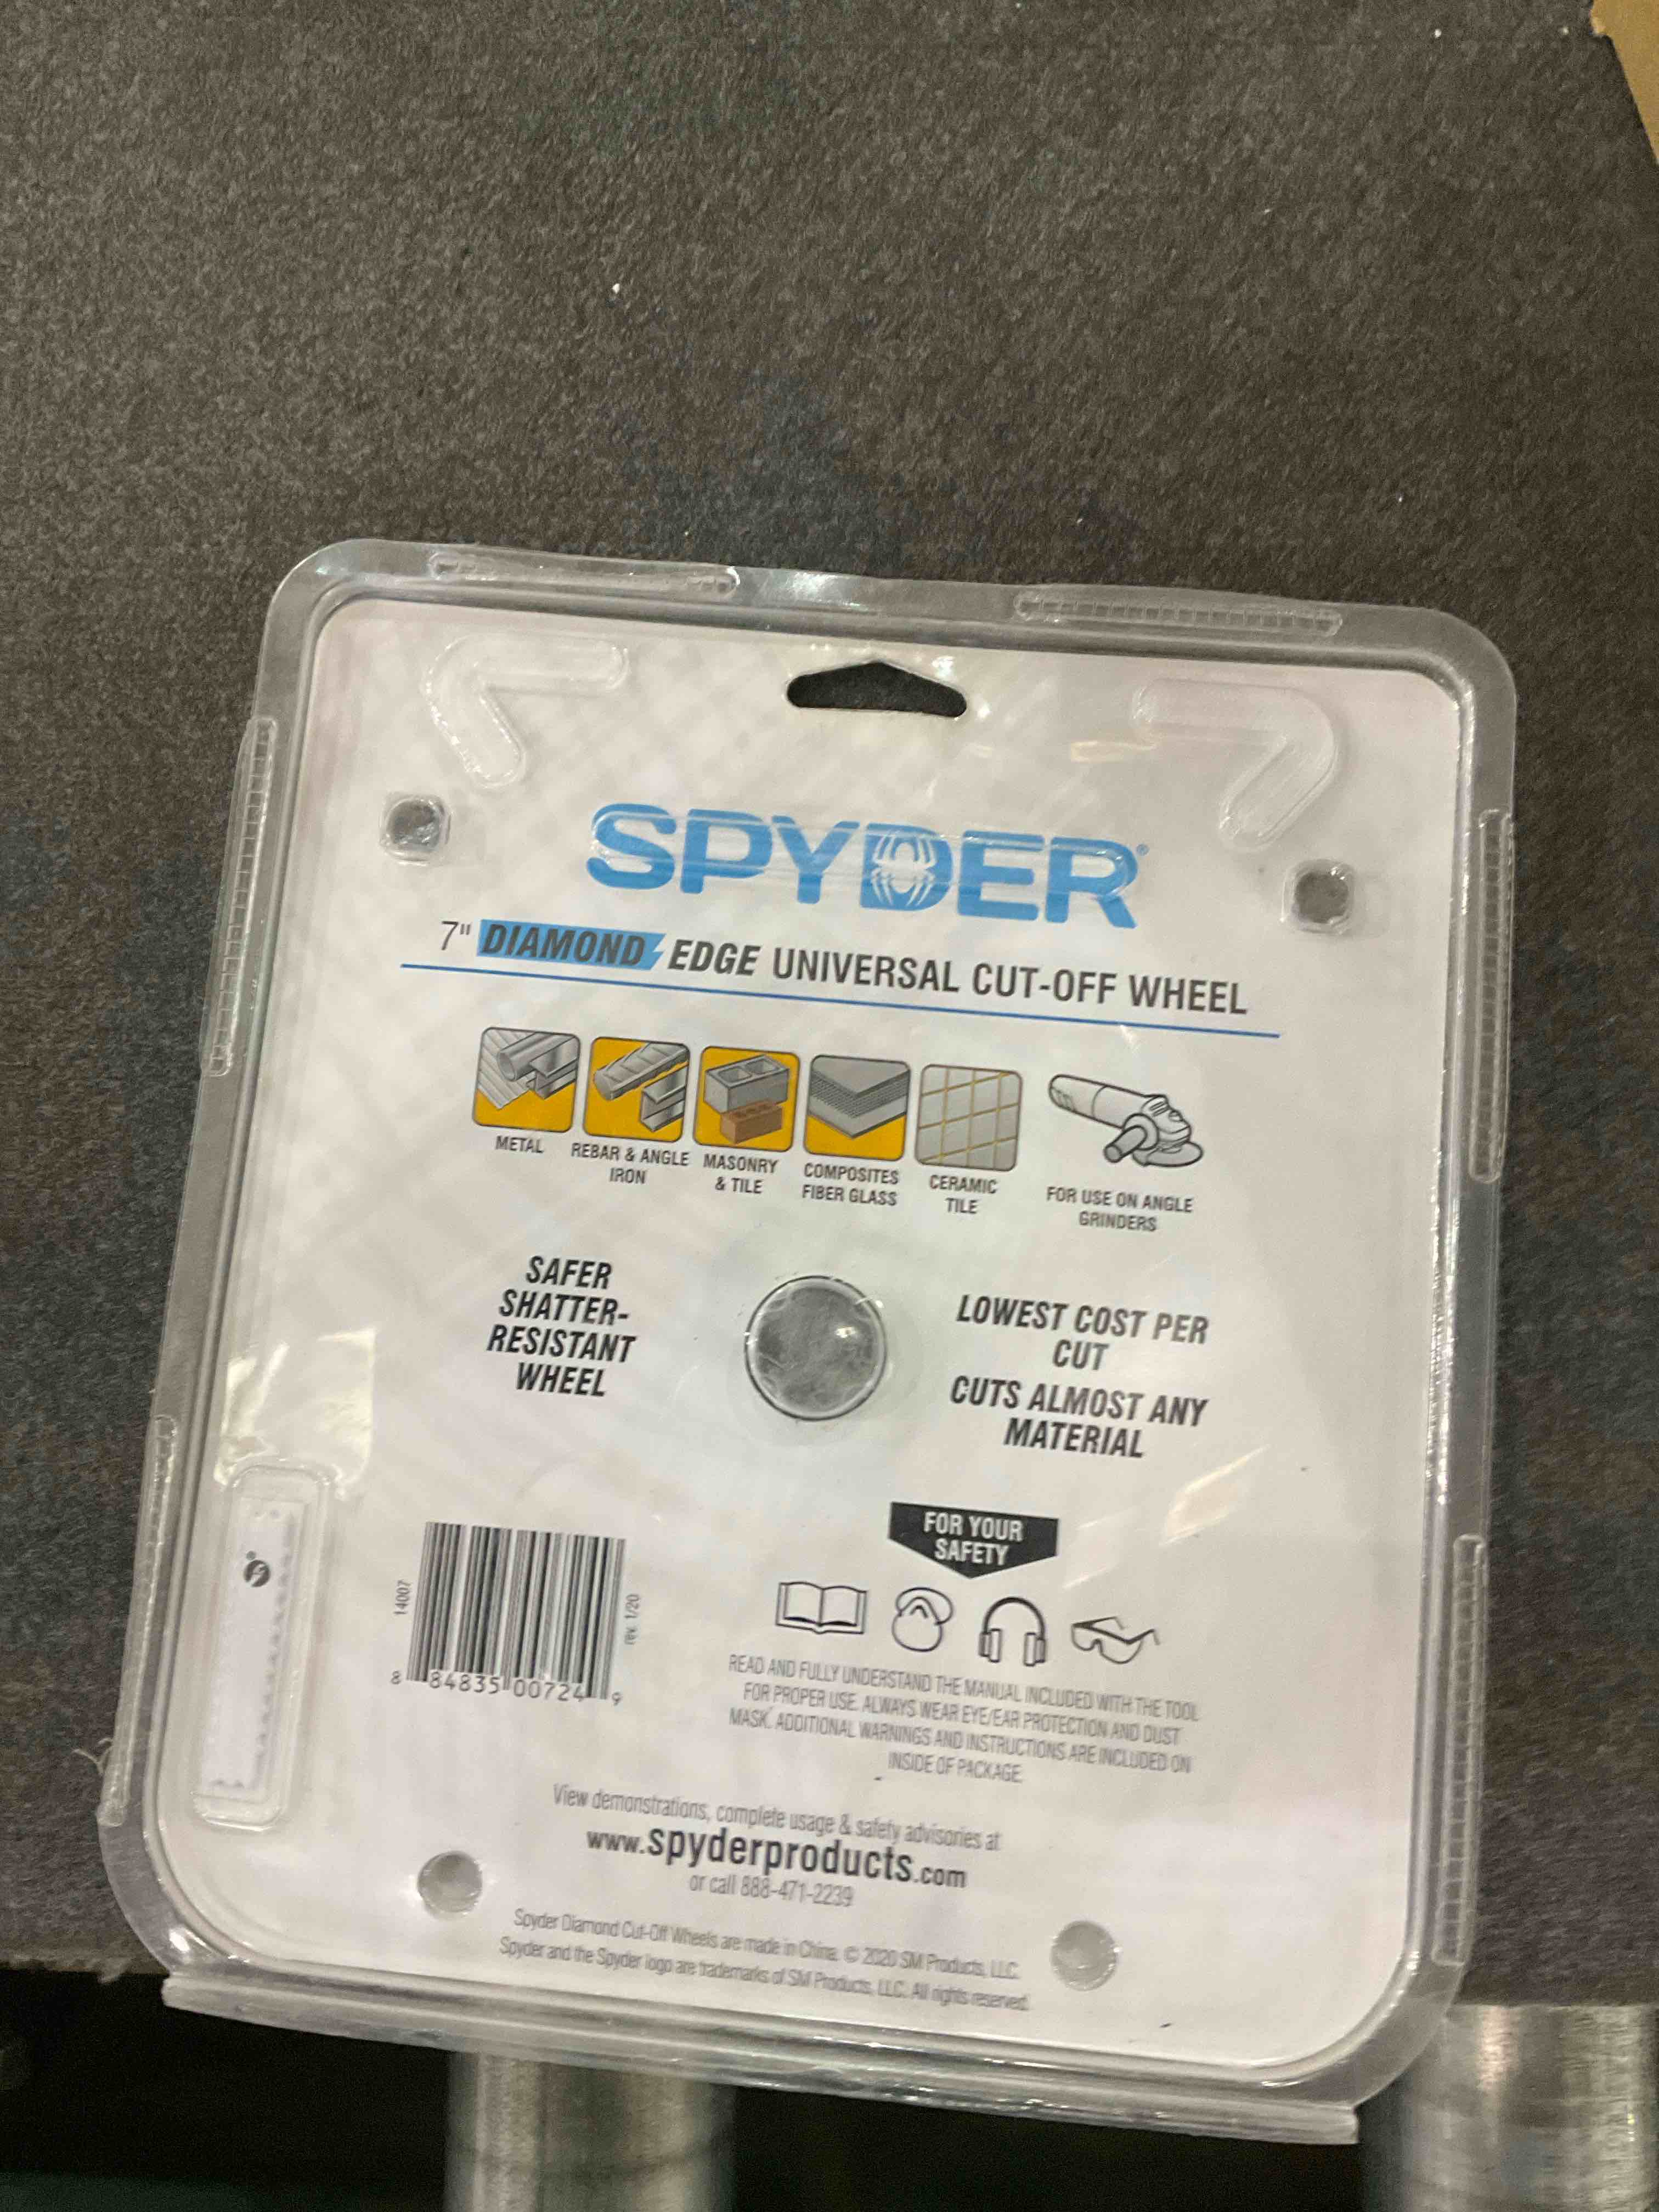 SPYDER®
7" DIAMOND EDGE UNIVERSAL CUT-OFF WHEEL
METAL
REBAR & ANGLE
IRON
MASONRY
& TILE
COMPOSITES
FIBER GLASS
CERAMIC
TILE
FOR USE ON ANGLE
GRINDERS
SAFER
SHATTER-
RESISTANT
WHEEL
LOWEST COST PER
CUT
CUTS ALMOST ANY
MATERIAL
FOR YOUR
SAFETY
14007
rev. 1/20
8 84835 00724 9
READ AND FULLY UNDERSTAND THE MANUAL INCLUDED WITH THE TOOL
FOR PROPER USE. ALWAYS WEAR EYE/EAR PROTECTION AND DUST
MASK. ADDITIONAL WARNINGS AND INSTRUCTIONS ARE INCLUDED ON
INSIDE OF PACKAGE.
View demonstrations, complete usage & safety advisories at
www.spyderproducts.com
or call 888-471-2239
Spyder Diamond Cut-Off Wheels are made in China. © 2020 SM Products, LLC.
Spyder and the Spyder logo are trademarks of SM Products, LLC. All rights reserved.